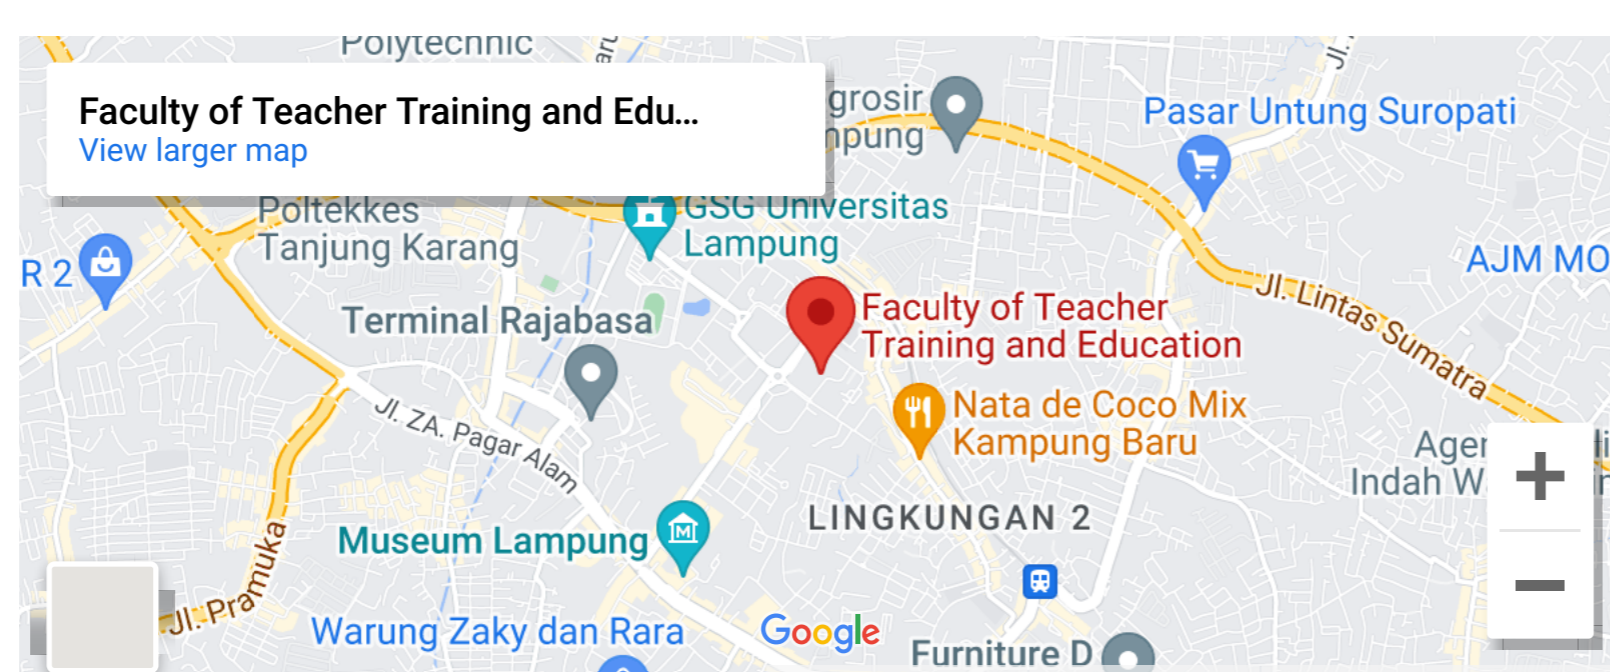 Polytechnic
Faculty of Teacher Training and Edu...
View larger map
grosir
Pasar Untung Suropati
Poltekkes
Tanjung Karang
GSG Universitas
Lampung
R 2
AJM MO
Jl. Lintas Sumatra
Terminal Rajabasa
Faculty of Teacher
Training and Education
Nata de Coco Mix
Kampung Baru
Jl. ZA. Pagar Alam
Agen
Indah W
LINGKUNGAN 2
Museum Lampung
Jl. Pramuka
Warung Zaky dan Rara
Google
Furniture D